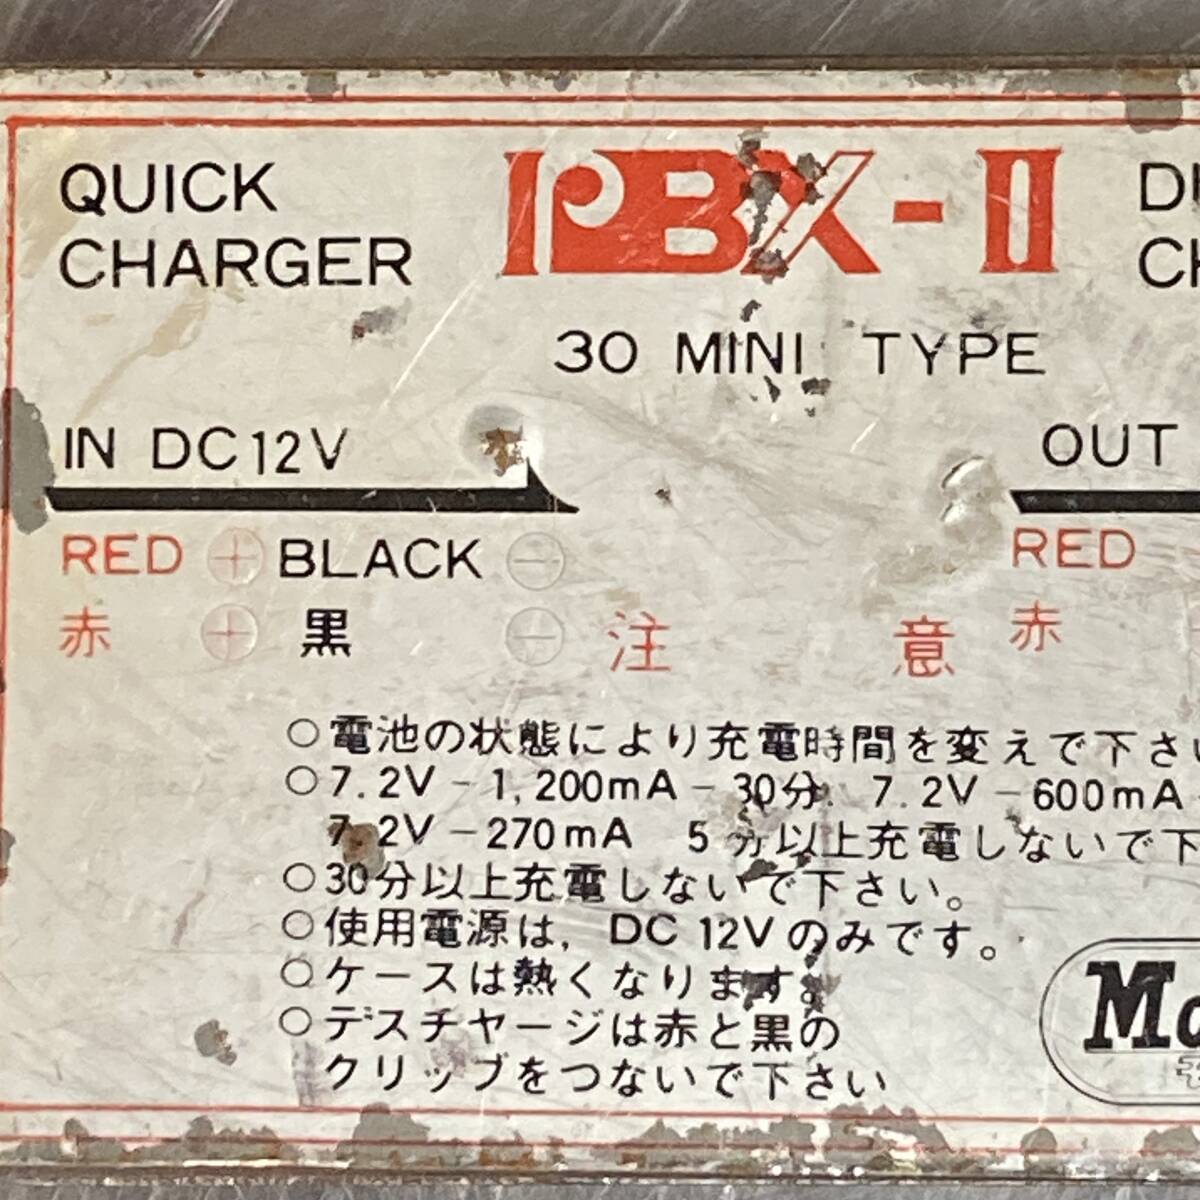 QUICK
CHARGER
PBX-II
30 MINI TYPE
IN DC12V
OUT
RED ⊕ BLACK ⊖
RED
赤 ⊕ 黒 ⊖
赤
注意
○電池の状態により充電時間を変えて下さ
○7.2V－1,200mA－30分. 7.2V－600mA
7.2V－270mA 5分以上充電しないで下
○30分以上充電しないで下さい。
○使用電源は, DC 12Vのみです。
○ケースは熱くなります。
○デスチャージは赤と黒の
クリップをつないで下さい